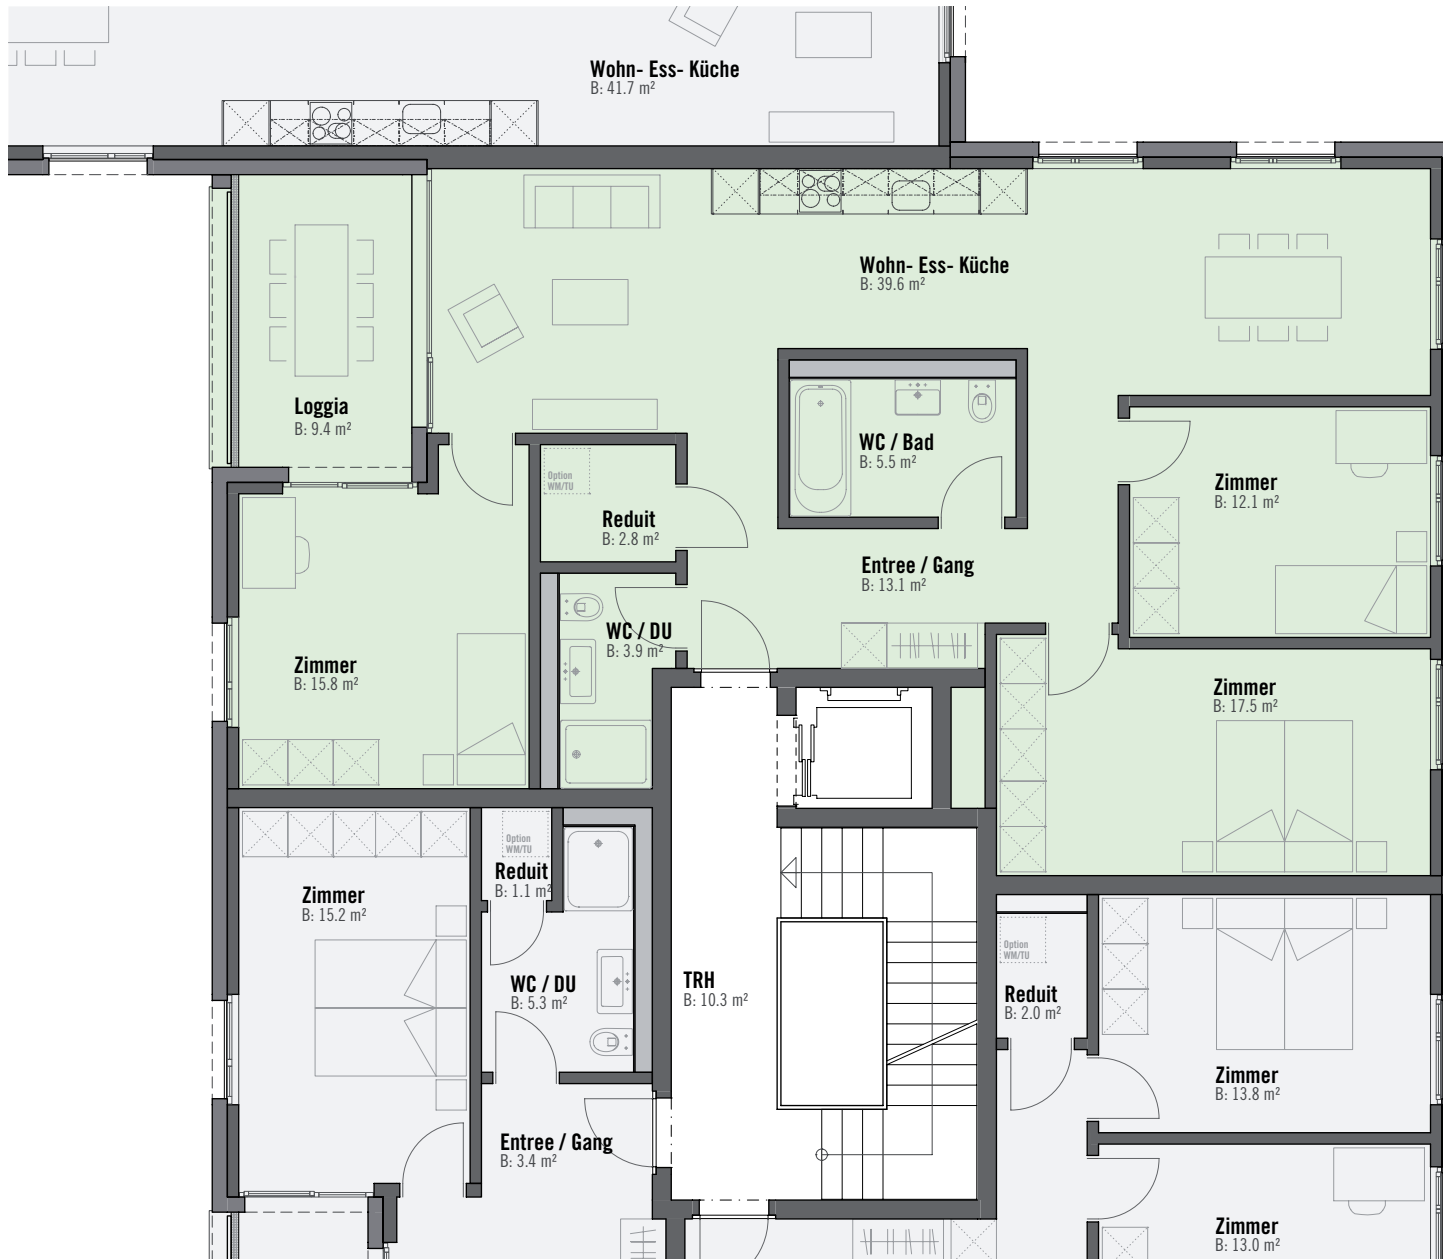 Wohn- Ess- Küche
B: 41.7 m²
Wohn- Ess- Küche
B: 39.6 m²
Loggia
B: 9.4 m²
WC / Bad
B: 5.5 m²
Zimmer
B: 12.1 m²
Option
WM/TU
Reduit
B: 2.8 m²
Entree / Gang
B: 13.1 m²
WC / DU
B: 3.9 m²
Zimmer
B: 15.8 m²
Zimmer
B: 17.5 m²
Option
WM/TU
Reduit
B: 1.1 m²
Zimmer
B: 15.2 m²
WC / DU
B: 5.3 m²
TRH
B: 10.3 m²
Option
WM/TU
Reduit
B: 2.0 m²
Zimmer
B: 13.8 m²
Entree / Gang
B: 3.4 m²
Zimmer
B: 13.0 m²